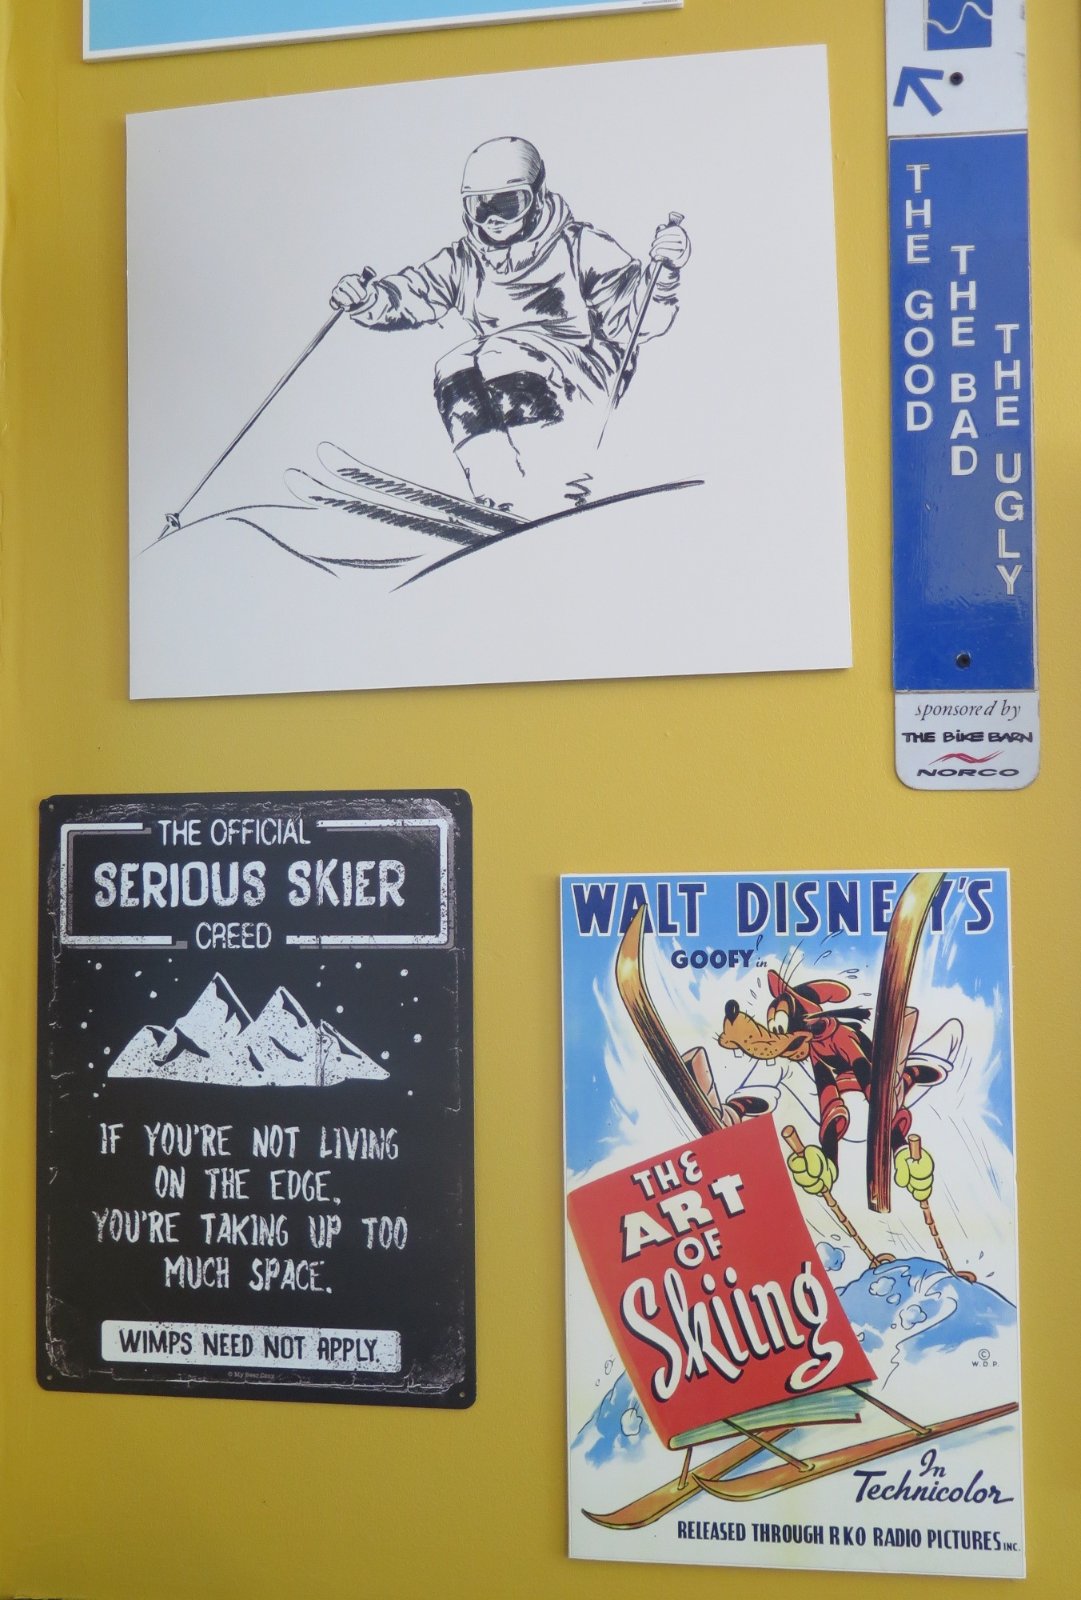 THE GOOD
THE BAD
THE UGLY
sponsored by
THE BIKE BARN
NORCO
THE OFFICIAL
SERIOUS SKIER
CREED
IF YOU'RE NOT LIVING
ON THE EDGE,
YOU'RE TAKING UP TOO
MUCH SPACE.
WIMPS NEED NOT APPLY.
WALT DISNEY'S
GOOFY! in
THE
ART
OF
Skiing
©
W.D.P.
In
Technicolor
RELEASED THROUGH RKO RADIO PICTURES INC.